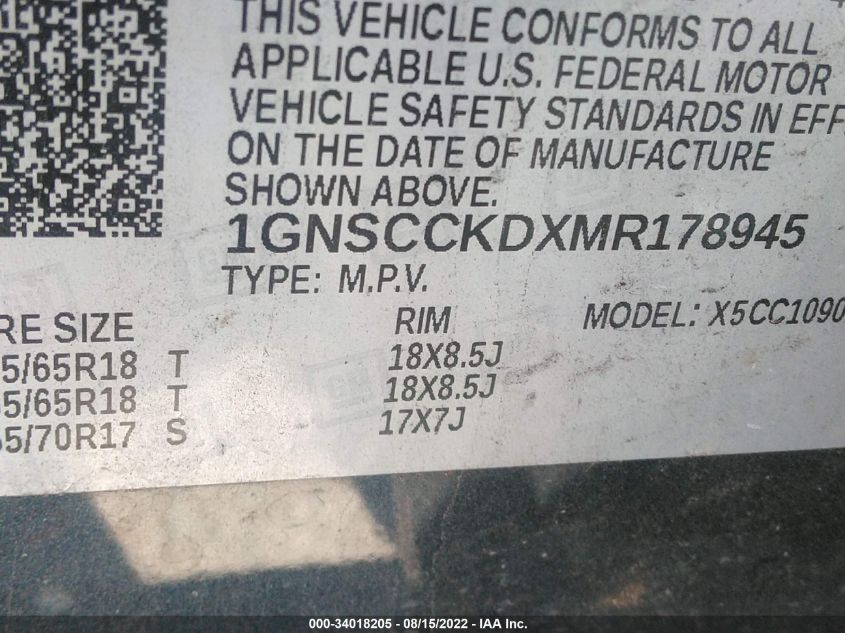 THIS VEHICLE CONFORMS TO ALL
APPLICABLE U.S. FEDERAL MOTOR
VEHICLE SAFETY STANDARDS IN EFF
ON THE DATE OF MANUFACTURE
SHOWN ABOVE.
1GNSCCKDXMR178945
TYPE: M.P.V.
RE SIZE RIM MODEL: X5CC1090
5/65R18 T 18X8.5J
5/65R18 T 18X8.5J
65/70R17 S 17X7J
000-34018205 - 08/15/2022 - IAA Inc.